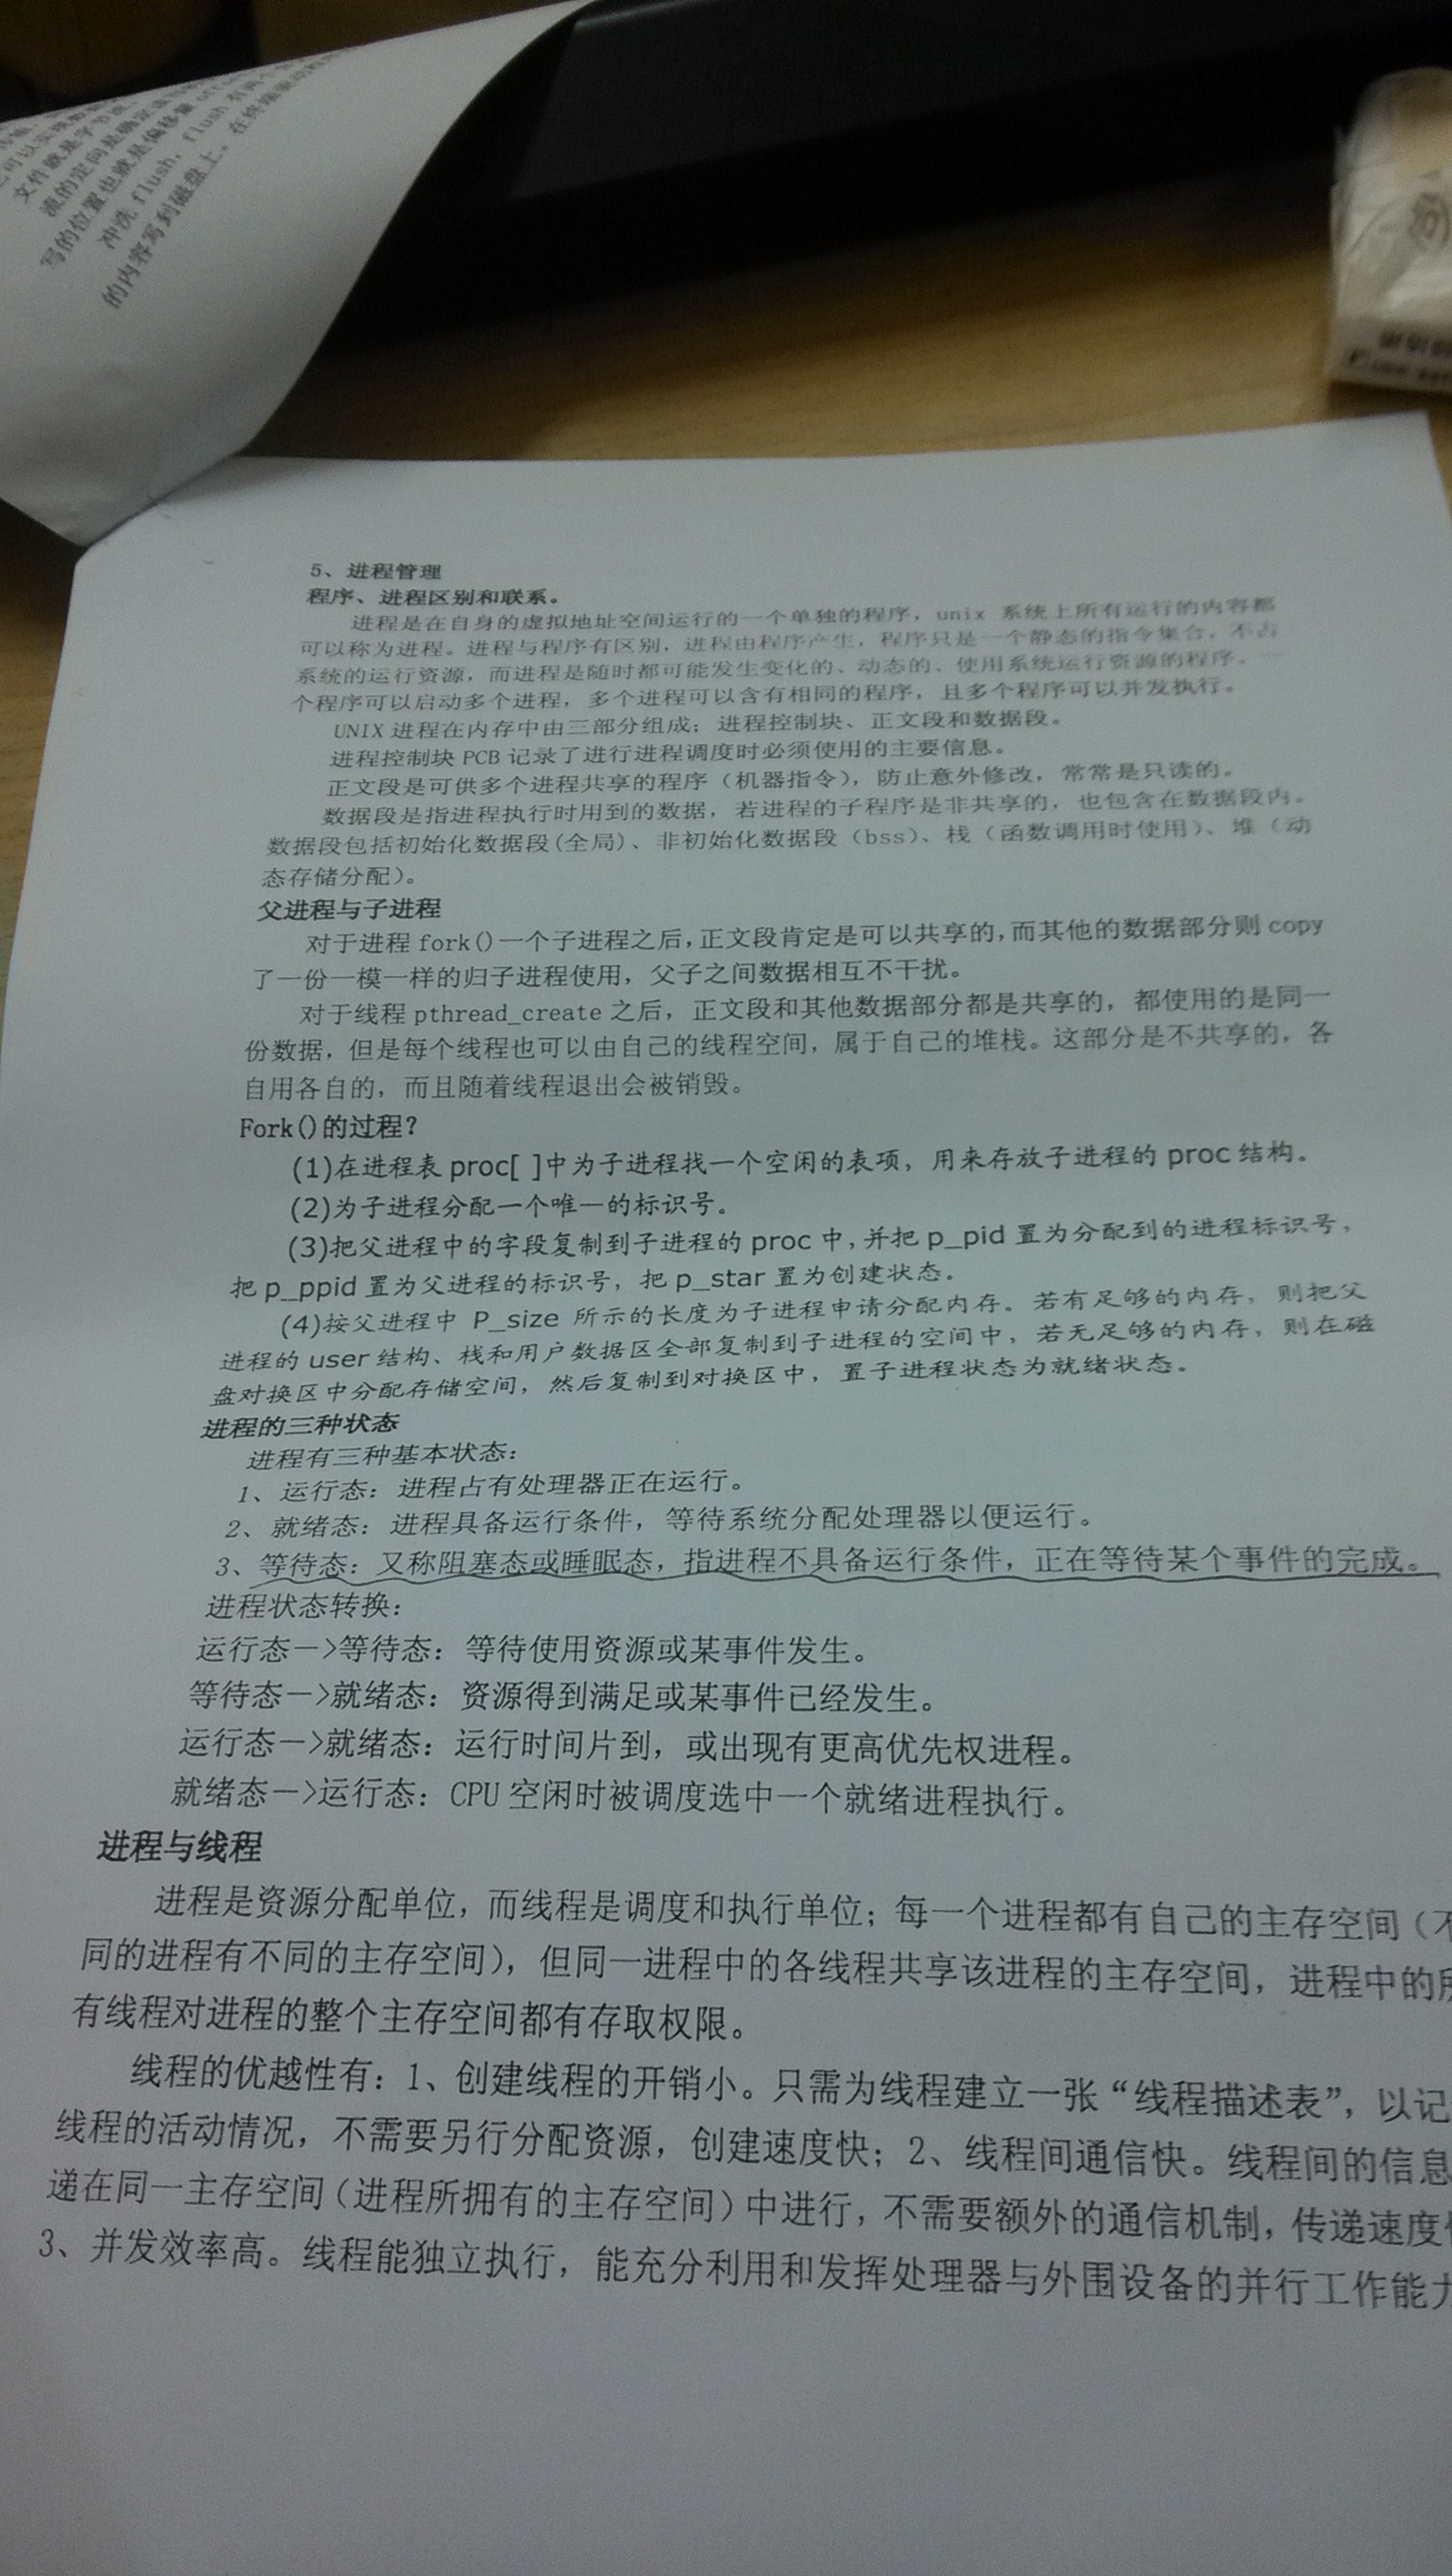 文件就是字节流
流的定向是确定
写的位置也就是偏移量
冲洗 flush，flush 有两个
的内容写到磁盘上。在终端驱动程序
5、进程管理
程序、进程区别和联系。
进程是在自身的虚拟地址空间运行的一个单独的程序，unix 系统上所有运行的内容都
可以称为进程。进程与程序有区别，进程由程序产生，程序只是一个静态的指令集合，不占
系统的运行资源，而进程是随时都可能发生变化的、动态的、使用系统运行资源的程序。一
个程序可以启动多个进程，多个进程可以含有相同的程序，且多个程序可以并发执行。
UNIX 进程在内存中由三部分组成；进程控制块、正文段和数据段。
进程控制块 PCB 记录了进行进程调度时必须使用的主要信息。
正文段是可供多个进程共享的程序（机器指令），防止意外修改，常常是只读的。
数据段是指进程执行时用到的数据，若进程的子程序是非共享的，也包含在数据段内。
数据段包括初始化数据段(全局)、非初始化数据段（bss）、栈（函数调用时使用）、堆（动
态存储分配）。
父进程与子进程
对于进程 fork()一个子进程之后,正文段肯定是可以共享的,而其他的数据部分则 copy
了一份一模一样的归子进程使用，父子之间数据相互不干扰。
对于线程 pthread_create 之后，正文段和其他数据部分都是共享的，都使用的是同一
份数据，但是每个线程也可以由自己的线程空间，属于自己的堆栈。这部分是不共享的，各
自用各自的，而且随着线程退出会被销毁。
Fork()的过程？
(1)在进程表 proc[ ]中为子进程找一个空闲的表项，用来存放子进程的 proc 结构。
(2)为子进程分配一个唯一的标识号。
(3)把父进程中的字段复制到子进程的 proc 中,并把 p_pid 置为分配到的进程标识号，
把 p_ppid 置为父进程的标识号，把 p_star 置为创建状态。
(4)按父进程中 P_size 所示的长度为子进程申请分配内存。若有足够的内存，则把父
进程的 user 结构、栈和用户数据区全部复制到子进程的空间中，若无足够的内存，则在磁
盘对换区中分配存储空间，然后复制到对换区中，置子进程状态为就绪状态。
进程的三种状态
进程有三种基本状态：
1、运行态：进程占有处理器正在运行。
2、就绪态：进程具备运行条件，等待系统分配处理器以便运行。
3、等待态：又称阻塞态或睡眠态，指进程不具备运行条件，正在等待某个事件的完成。
进程状态转换：
运行态—>等待态：等待使用资源或某事件发生。
等待态—>就绪态：资源得到满足或某事件已经发生。
运行态—>就绪态：运行时间片到，或出现有更高优先权进程。
就绪态—>运行态：CPU 空闲时被调度选中一个就绪进程执行。
进程与线程
进程是资源分配单位，而线程是调度和执行单位；每一个进程都有自己的主存空间（不
同的进程有不同的主存空间），但同一进程中的各线程共享该进程的主存空间，进程中的所
有线程对进程的整个主存空间都有存取权限。
线程的优越性有：1、创建线程的开销小。只需为线程建立一张“线程描述表”，以记
线程的活动情况，不需要另行分配资源，创建速度快；2、线程间通信快。线程间的信息
递在同一主存空间（进程所拥有的主存空间）中进行，不需要额外的通信机制，传递速度
3、并发效率高。线程能独立执行，能充分利用和发挥处理器与外围设备的并行工作能力